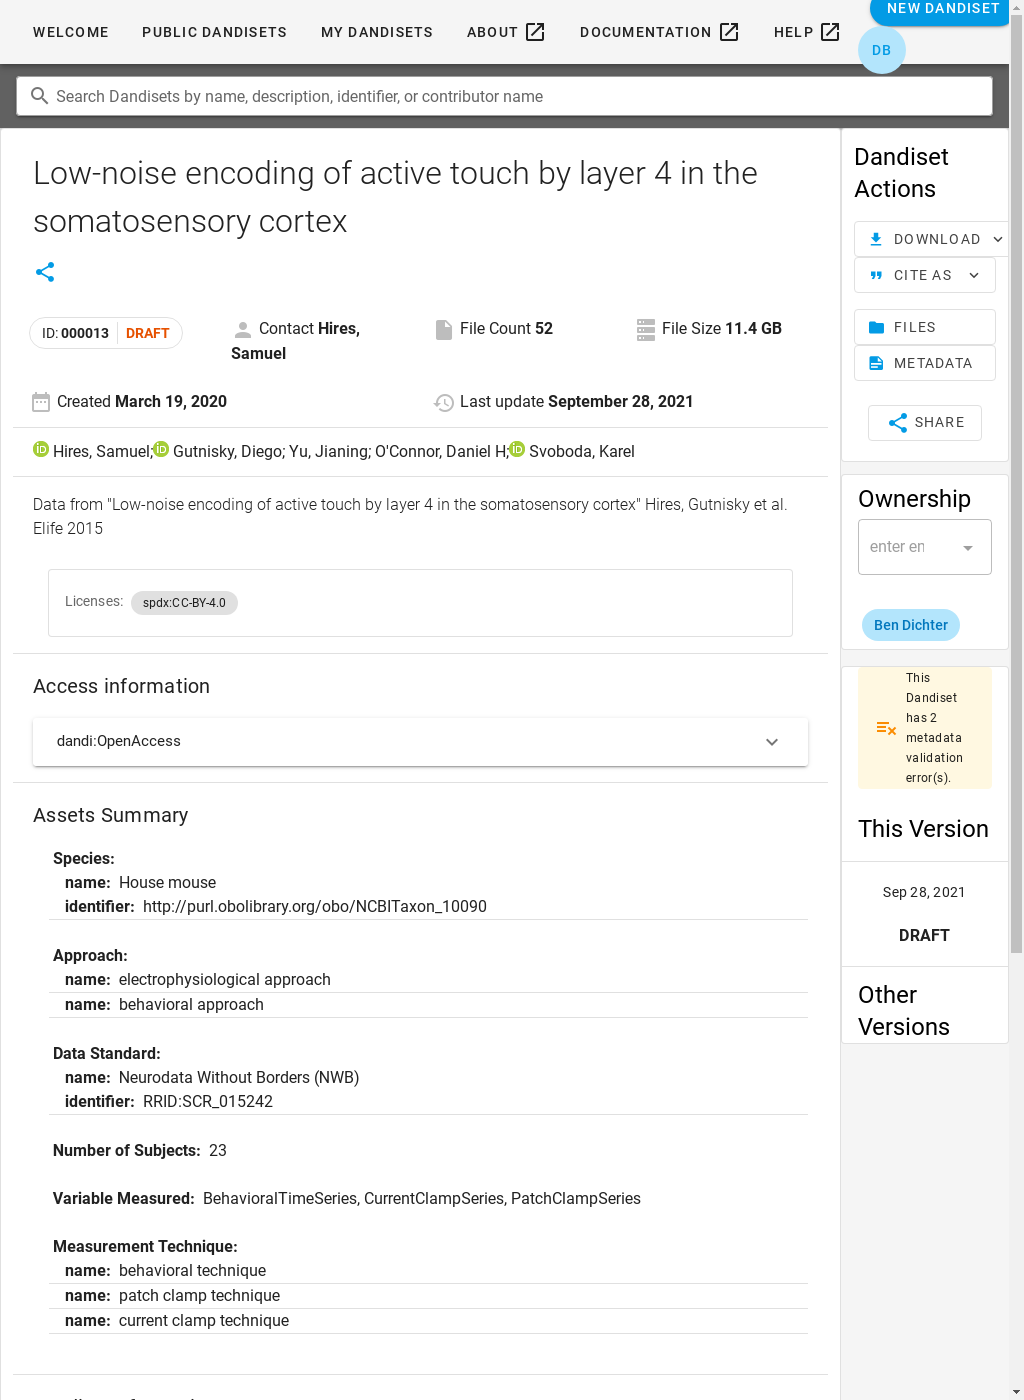 WELCOME PUBLIC DANDISETS MY DANDISETS ABOUT DOCUMENTATION HELP NEW DANDISET
DB
Search Dandisets by name, description, identifier, or contributor name
Low-noise encoding of active touch by layer 4 in the
somatosensory cortex
ID: 000013 DRAFT
Contact Hires,
Samuel
File Count 52
File Size 11.4 GB
Created March 19, 2020
Last update September 28, 2021
Hires, Samuel; Gutnisky, Diego; Yu, Jianing; O'Connor, Daniel H; Svoboda, Karel
Data from "Low-noise encoding of active touch by layer 4 in the somatosensory cortex" Hires, Gutnisky et al.
Elife 2015
Licenses: spdx:CC-BY-4.0
Access information
dandi:OpenAccess
Assets Summary
Species:
name: House mouse
identifier: http://purl.obolibrary.org/obo/NCBITaxon_10090
Approach:
name: electrophysiological approach
name: behavioral approach
Data Standard:
name: Neurodata Without Borders (NWB)
identifier: RRID:SCR_015242
Number of Subjects: 23
Variable Measured: BehavioralTimeSeries, CurrentClampSeries, PatchClampSeries
Measurement Technique:
name: behavioral technique
name: patch clamp technique
name: current clamp technique
Dandiset
Actions
DOWNLOAD
CITE AS
FILES
METADATA
SHARE
Ownership
enter en
Ben Dichter
This
Dandiset
has 2
metadata
validation
error(s).
This Version
Sep 28, 2021
DRAFT
Other
Versions